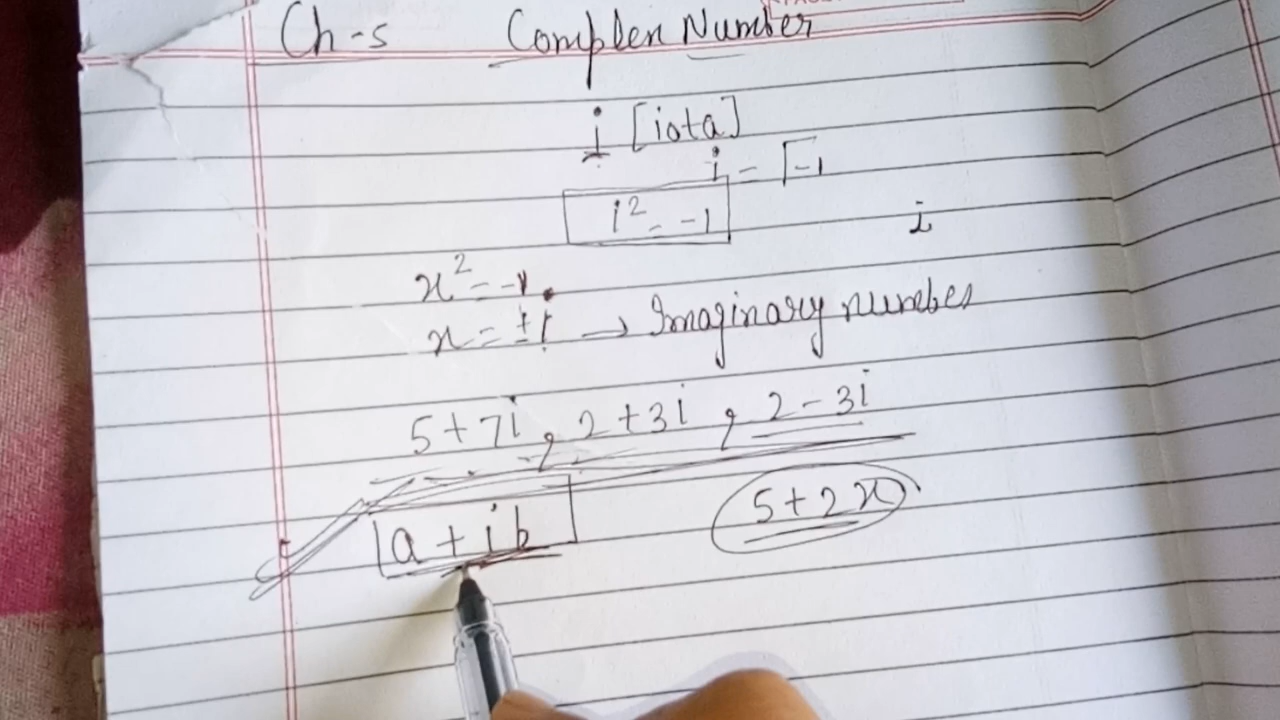 Ch-5 Complex Number
i [iota]
i = √-1
i² = -1
i
x² = -1
x = ±i → Imaginary number
5+7i, 2+3i, 2-3i
5+2x
a+ib